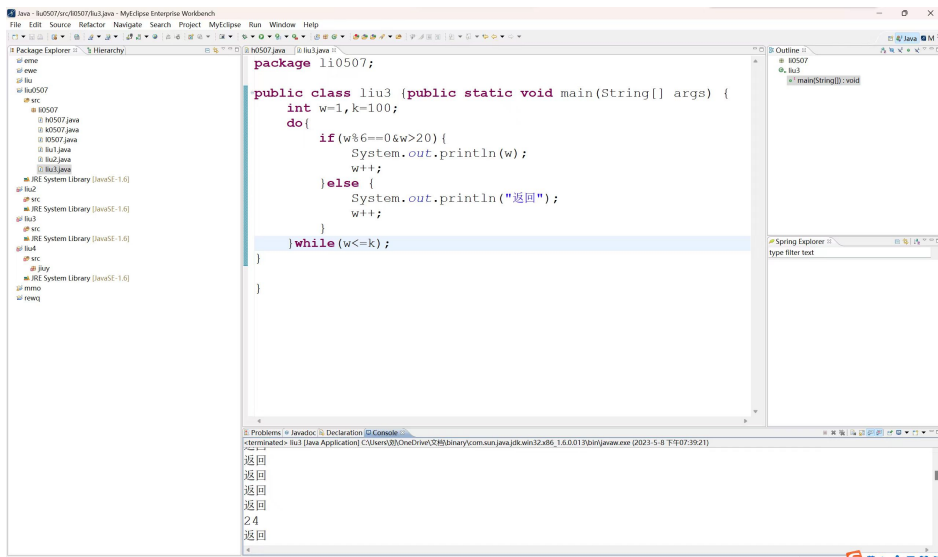 Java - liu0507/src/li0507/liu3.java - MyEclipse Enterprise Workbench
File Edit Source Refactor Navigate Search Project MyEclipse Run Window Help
Java
Package Explorer Hierarchy
eme
ewe
liu
liu0507
src
li0507
h0507.java
k0507.java
l0507.java
liu1.java
liu2.java
liu3.java
JRE System Library [JavaSE-1.6]
liu2
src
JRE System Library [JavaSE-1.6]
liu3
src
JRE System Library [JavaSE-1.6]
liu4
src
jiuy
JRE System Library [JavaSE-1.6]
mmo
rewq
h0507.java liu3.java
package li0507;
public class liu3 {public static void main(String[] args) {
int w=1,k=100;
do{
if(w%6==0&w>20){
System.out.println(w);
w++;
}else {
System.out.println("返回");
w++;
}
}while(w<=k);
}
}
Outline
li0507
liu3
main(String[]) : void
Spring Explorer
type filter text
Problems Javadoc Declaration Console
<terminated> liu3 [Java Application] C:\Users\刘\OneDrive\文档\binary\com.sun.java.jdk.win32.x86_1.6.0.013\bin\javaw.exe (2023-5-8 下午07:39:21)
返回
返回
返回
返回
24
返回